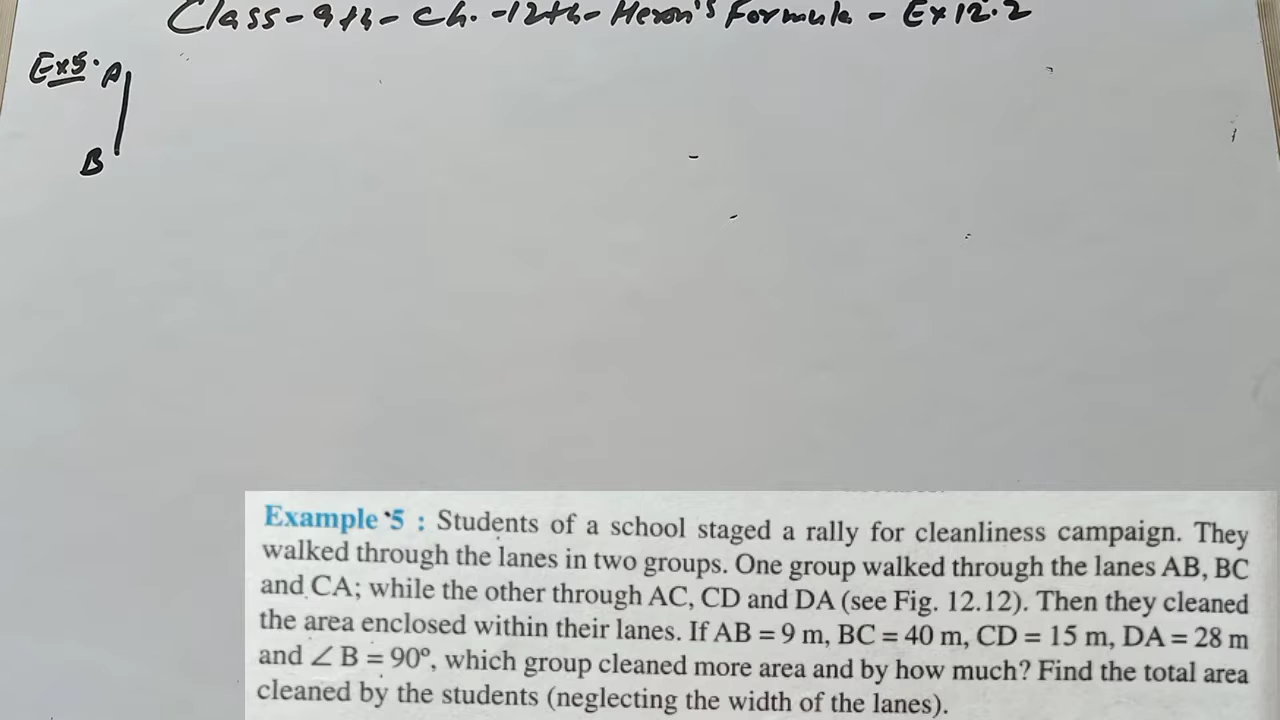 Class-9th-Ch.-12th-Heron's Formula - Ex 12.2
Ex5. A
B
Example 5 : Students of a school staged a rally for cleanliness campaign. They
walked through the lanes in two groups. One group walked through the lanes AB, BC
and CA; while the other through AC, CD and DA (see Fig. 12.12). Then they cleaned
the area enclosed within their lanes. If AB = 9 m, BC = 40 m, CD = 15 m, DA = 28 m
and ∠ B = 90º, which group cleaned more area and by how much? Find the total area
cleaned by the students (neglecting the width of the lanes).